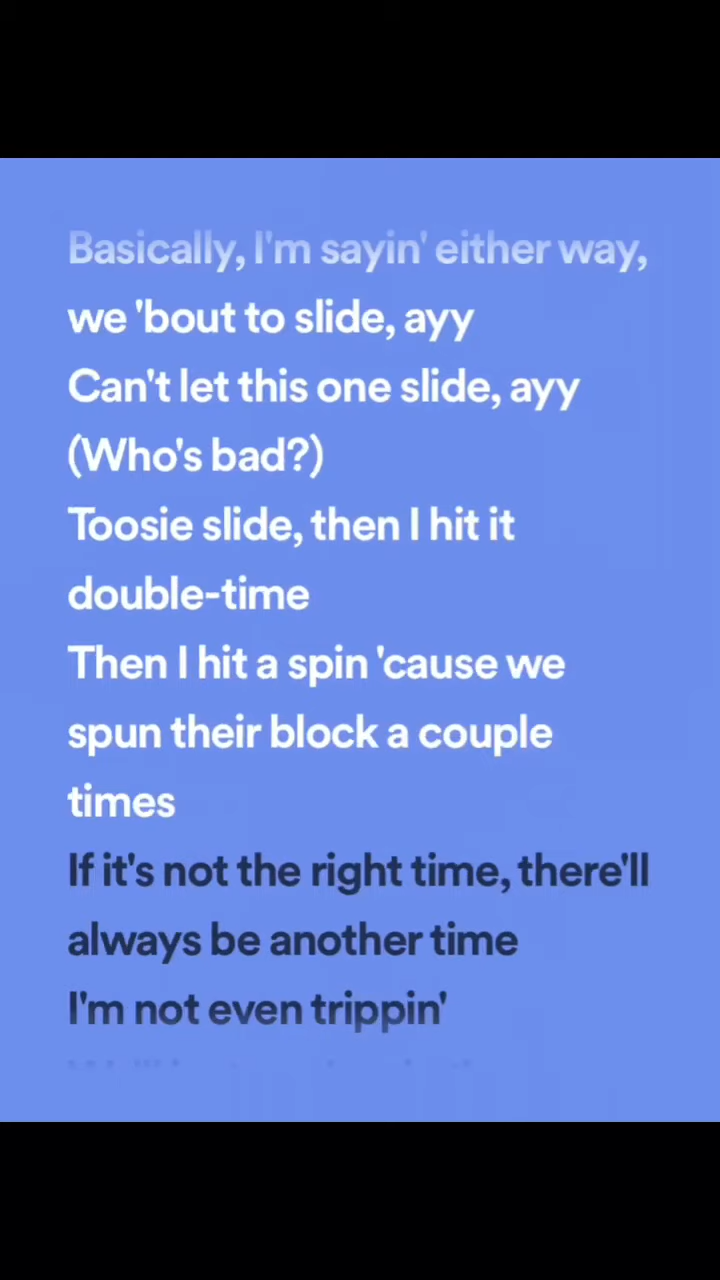 Basically, I'm sayin' either way,
we 'bout to slide, ayy
Can't let this one slide, ayy
(Who's bad?)
Toosie slide, then I hit it
double-time
Then I hit a spin 'cause we
spun their block a couple
times
If it's not the right time, there'll
always be another time
I'm not even trippin'